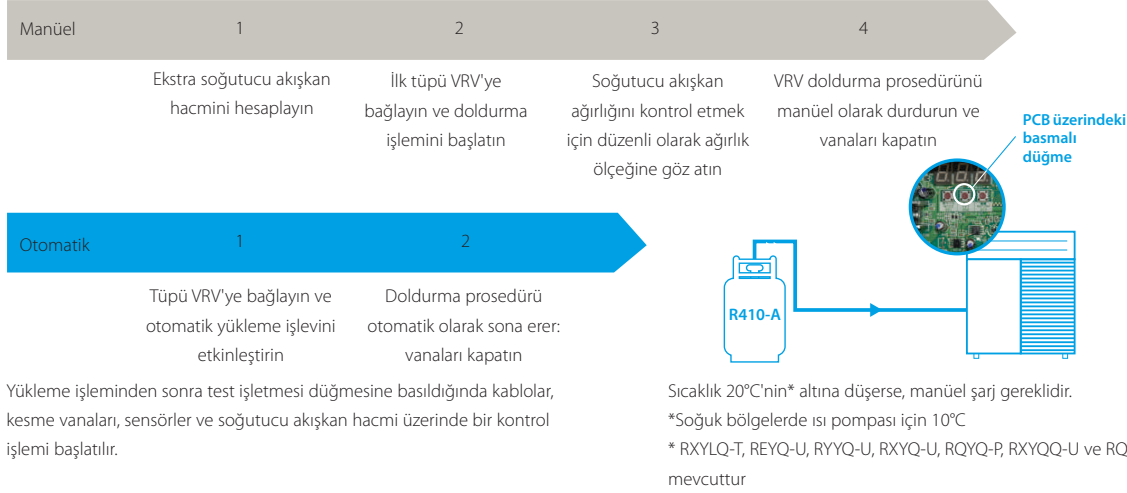 Manüel 1 2 3 4
Ekstra soğutucu akışkan
hacmini hesaplayın
İlk tüpü VRV'ye
bağlayın ve doldurma
işlemini başlatın
Soğutucu akışkan
ağırlığını kontrol etmek
için düzenli olarak ağırlık
ölçeğine göz atın
VRV doldurma prosedürünü
manüel olarak durdurun ve
vanaları kapatın
PCB üzerindeki
basmalı
düğme
Otomatik 1 2
Tüpü VRV'ye bağlayın ve
otomatik yükleme işlevini
etkinleştirin
Doldurma prosedürü
otomatik olarak sona erer:
vanaları kapatın
R410-A
Yükleme işleminden sonra test işletmesi düğmesine basıldığında kablolar,
kesme vanaları, sensörler ve soğutucu akışkan hacmi üzerinde bir kontrol
işlemi başlatılır.
Sıcaklık 20°C'nin* altına düşerse, manüel şarj gereklidir.
*Soğuk bölgelerde ısı pompası için 10°C
* RXYLQ-T, REYQ-U, RYYQ-U, RXYQ-U, RQYQ-P, RXYQQ-U ve RQ
mevcuttur